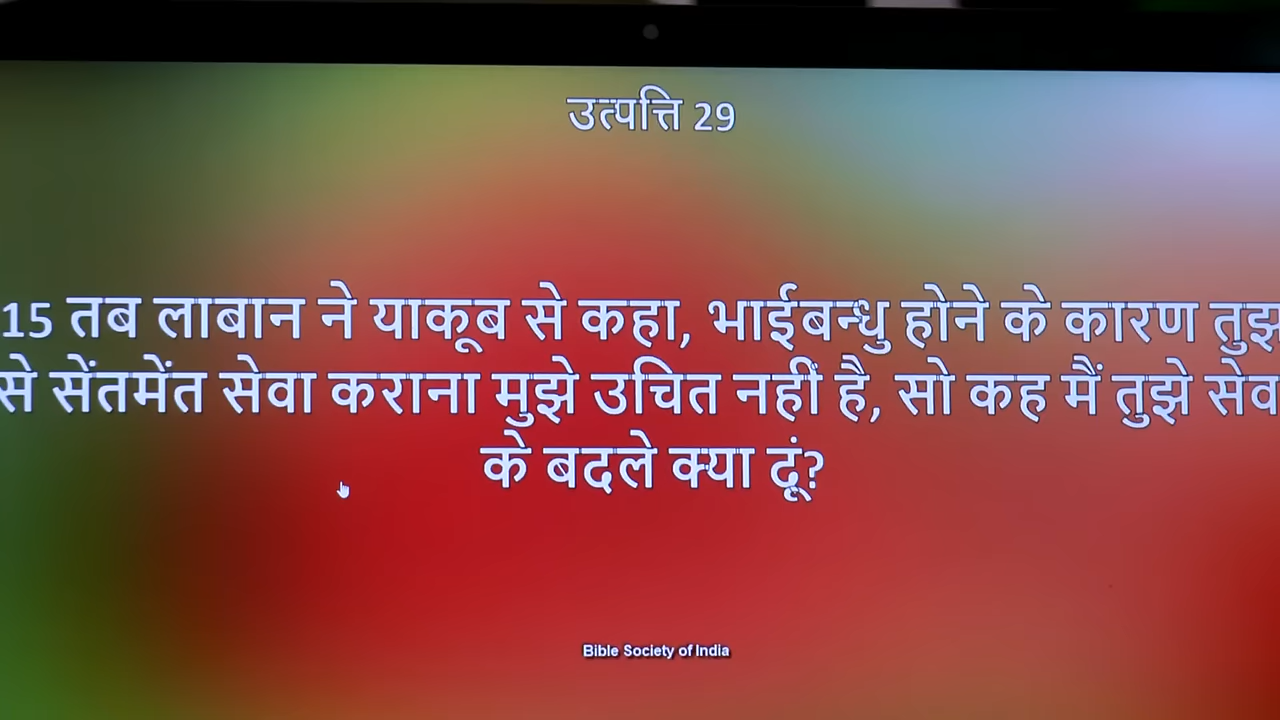 उत्पत्ति 29
15 तब लाबान ने याकूब से कहा, भाईबन्धु होने के कारण तुझ
से सेंतमेंत सेवा कराना मुझे उचित नहीं है, सो कह मैं तुझे सेवा
के बदले क्या दूं?
Bible Society of India